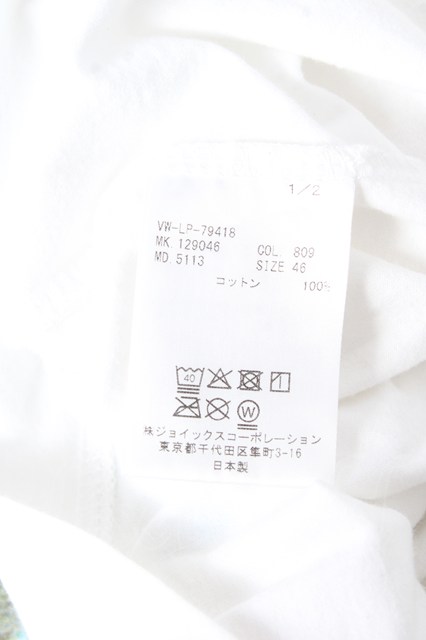 1/2
VW-LP-79418
MK. 129046 COL. 809
MD. 5113 SIZE 46
コットン 100%
40
W
株ジョイックスコーポレーション
東京都千代田区隼町3-16
日本製